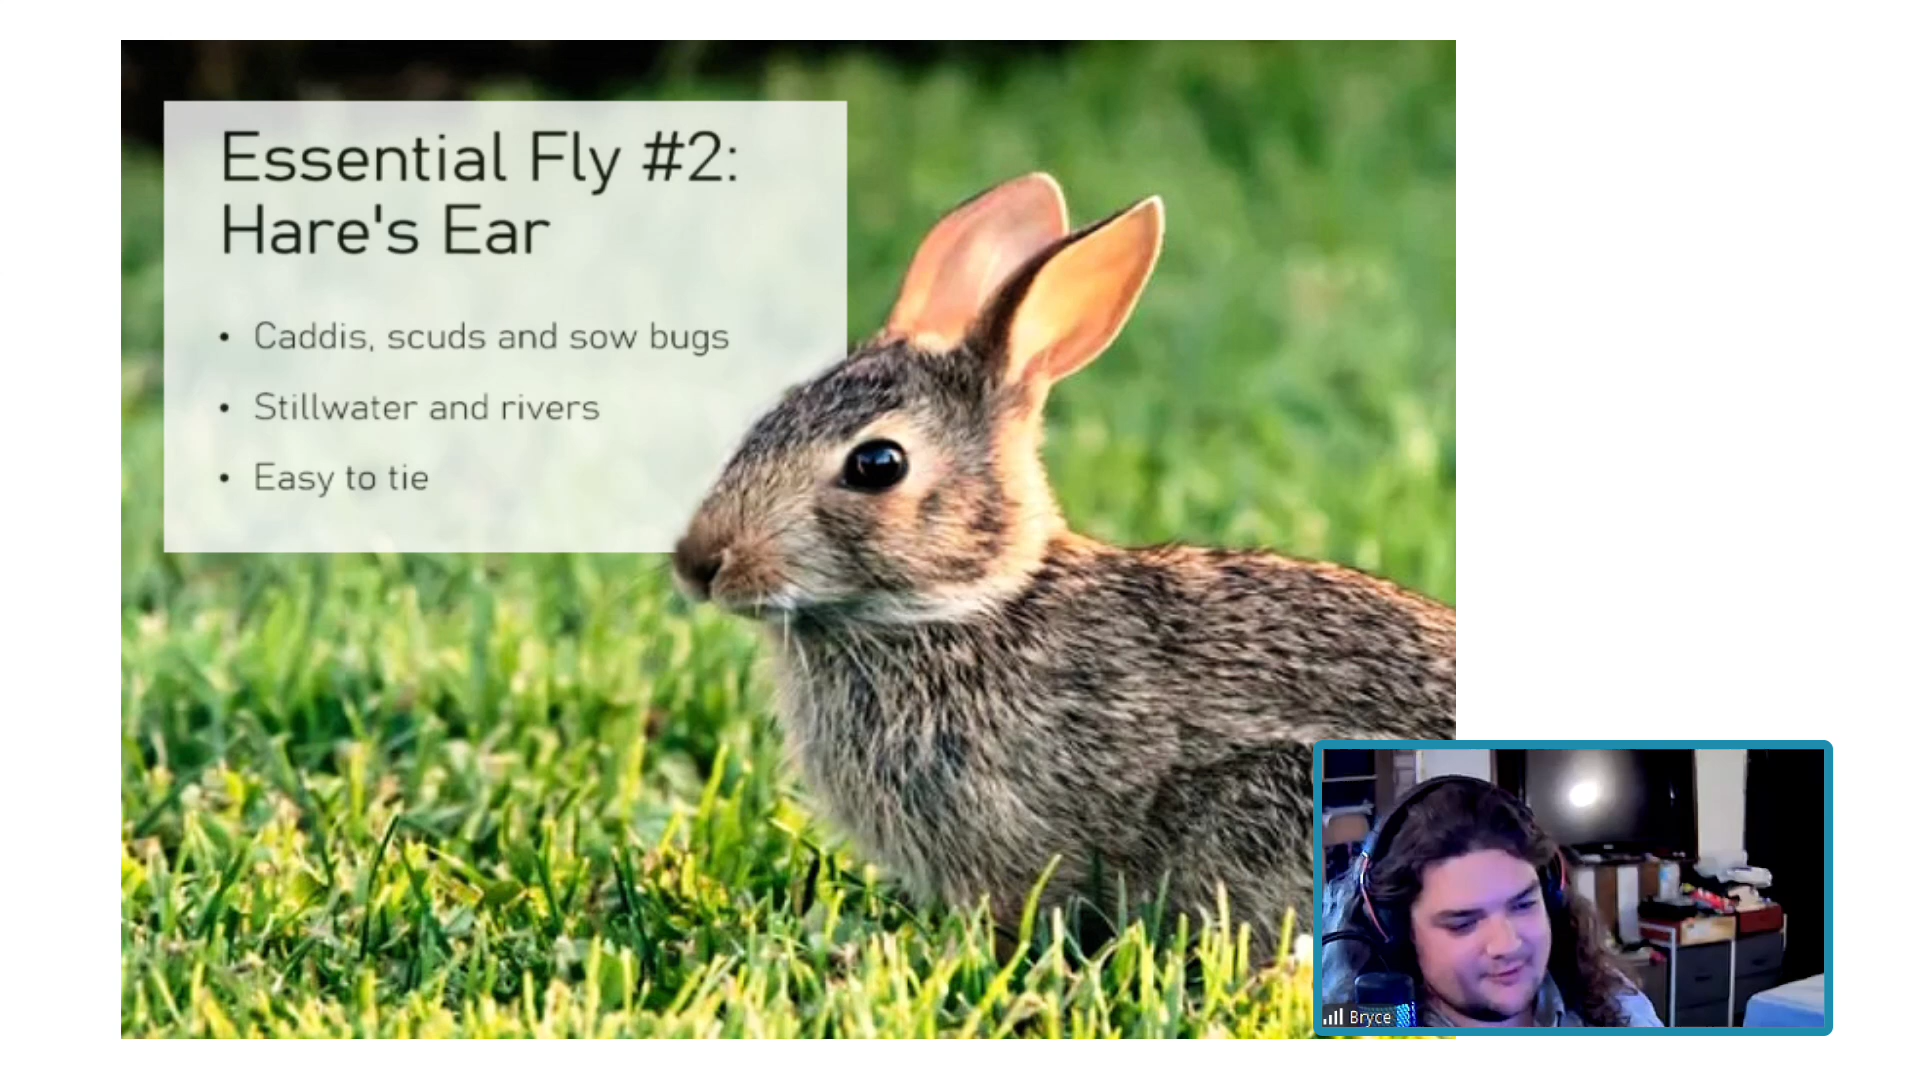 Essential Fly #2:
Hare's Ear
• Caddis, scuds and sow bugs
• Stillwater and rivers
• Easy to tie
Bryce